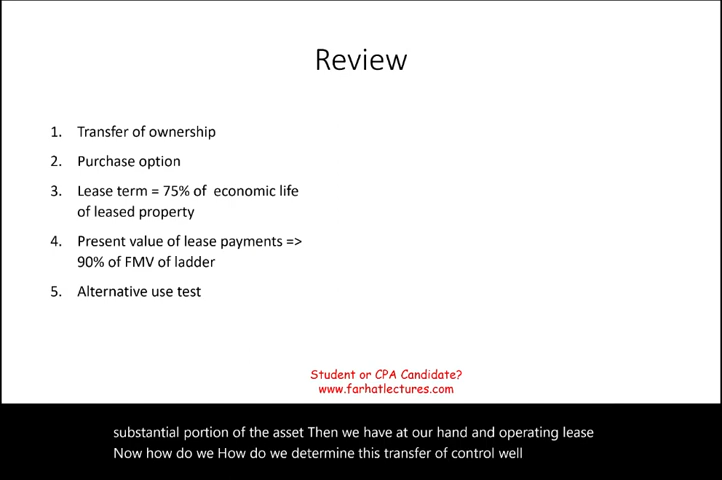 Review
1. Transfer of ownership
2. Purchase option
3. Lease term = 75% of economic life
of leased property
4. Present value of lease payments =>
90% of FMV of ladder
5. Alternative use test
Student or CPA Candidate?
www.farhatlectures.com
substantial portion of the asset Then we have at our hand and operating lease
Now how do we How do we determine this transfer of control well